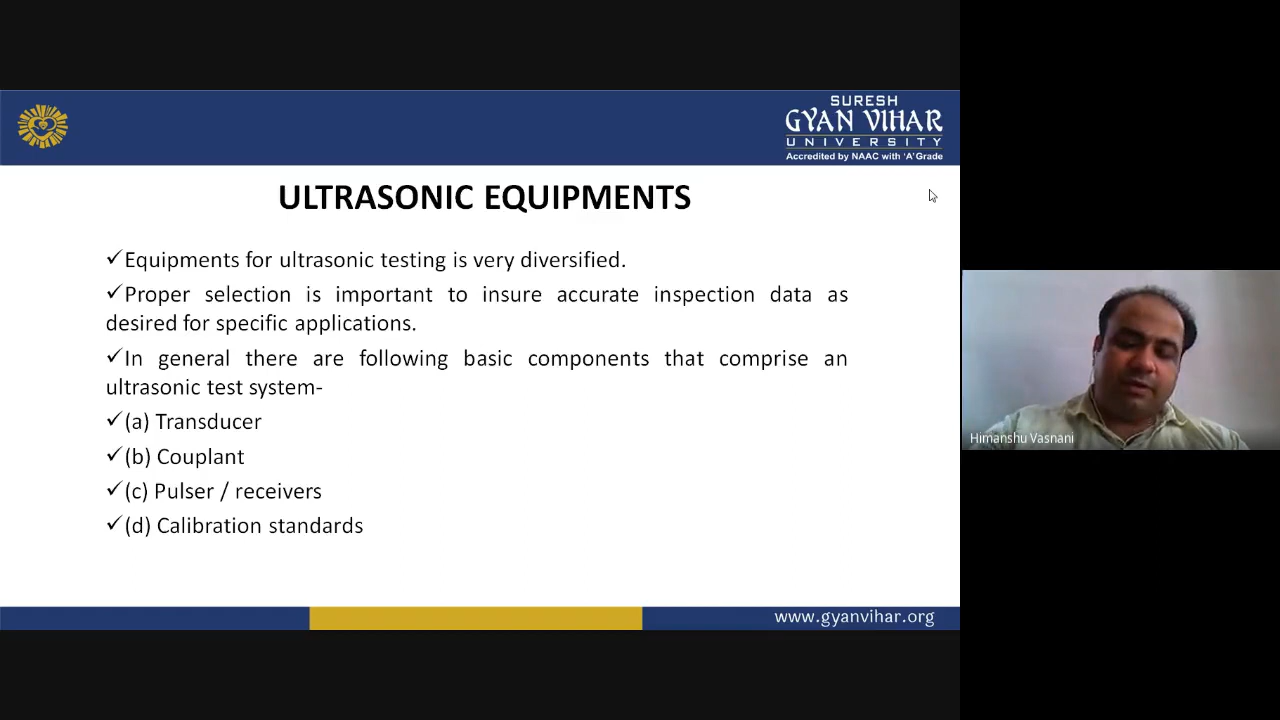 SURESH
GYAN VIHAR
UNIVERSITY
Accredited by NAAC with 'A' Grade
ULTRASONIC EQUIPMENTS
✓Equipments for ultrasonic testing is very diversified.
✓Proper selection is important to insure accurate inspection data as
desired for specific applications.
✓In general there are following basic components that comprise an
ultrasonic test system-
✓(a) Transducer
✓(b) Couplant
✓(c) Pulser / receivers
✓(d) Calibration standards
Himanshu Vasnani
www.gyanvihar.org